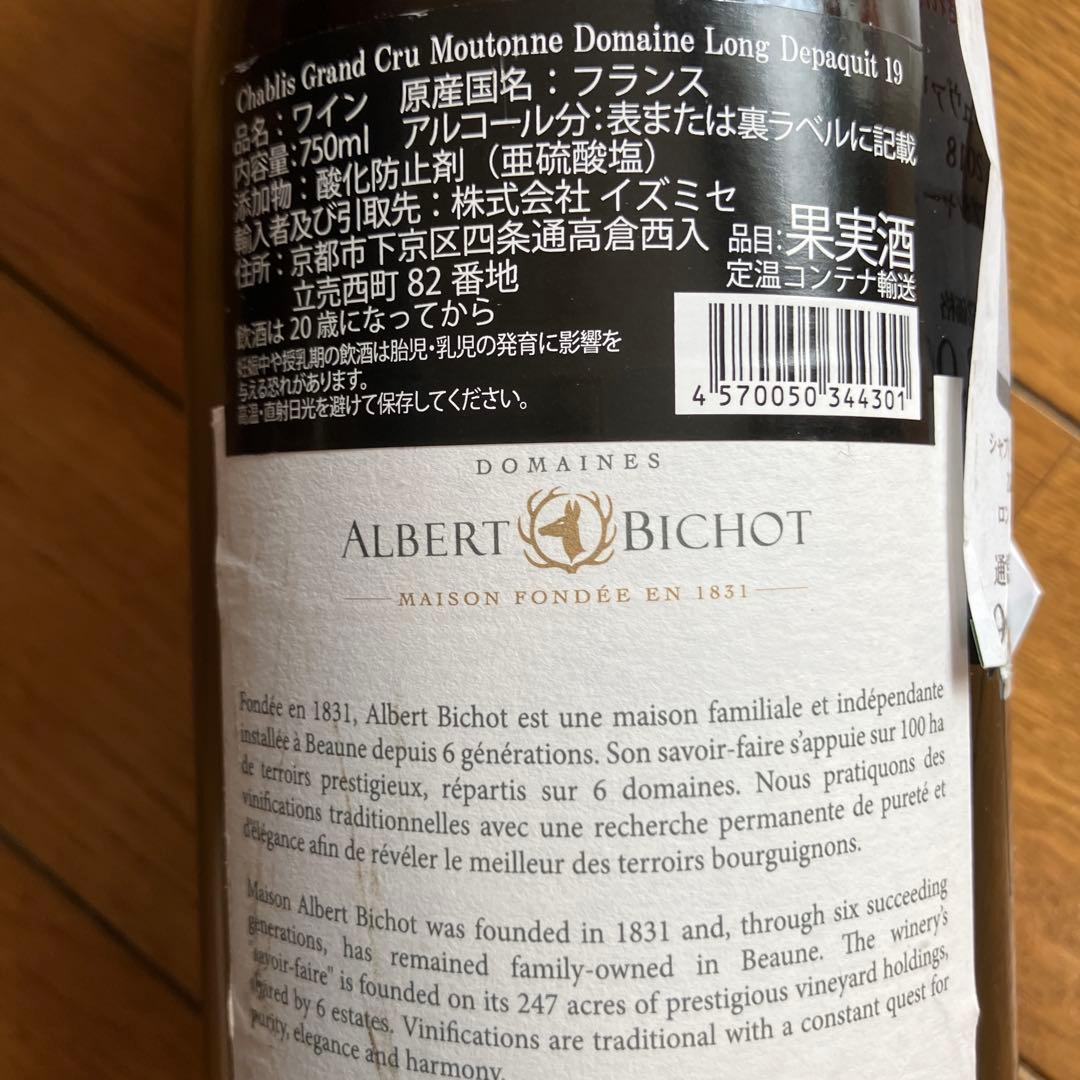 Chablis Grand Cru Moutonne Domaine Long Depaquit 19
品名：ワイン 原産国名：フランス
内容量：750ml アルコール分：表または裏ラベルに記載
添加物：酸化防止剤（亜硫酸塩）
輸入者及び引取先：株式会社 イズミセ
住所：京都市下京区四条通高倉西入
立売西町 82 番地
品目：果実酒
定温コンテナ輸送
飲酒は 20 歳になってから
妊娠中や授乳期の飲酒は胎児・乳児の発育に影響を
与える恐れがあります。
高温・直射日光を避けて保存してください。
4 570050 344301
DOMAINES
ALBERT BICHOT
MAISON FONDÉE EN 1831
Fondée en 1831, Albert Bichot est une maison familiale et indépendante
installée à Beaune depuis 6 générations. Son savoir-faire s'appuie sur 100 ha
de terroirs prestigieux, répartis sur 6 domaines. Nous pratiquons des
vinifications traditionnelles avec une recherche permanente de pureté et
d'élégance afin de révéler le meilleur des terroirs bourguignons.
Maison Albert Bichot was founded in 1831 and, through six succeeding
generations, has remained family-owned in Beaune. The winery's
"savoir-faire" is founded on its 247 acres of prestigious vineyard holdings,
shared by 6 estates. Vinifications are traditional with a constant quest for
purity, elegance and harmony.
シャブ
ロン